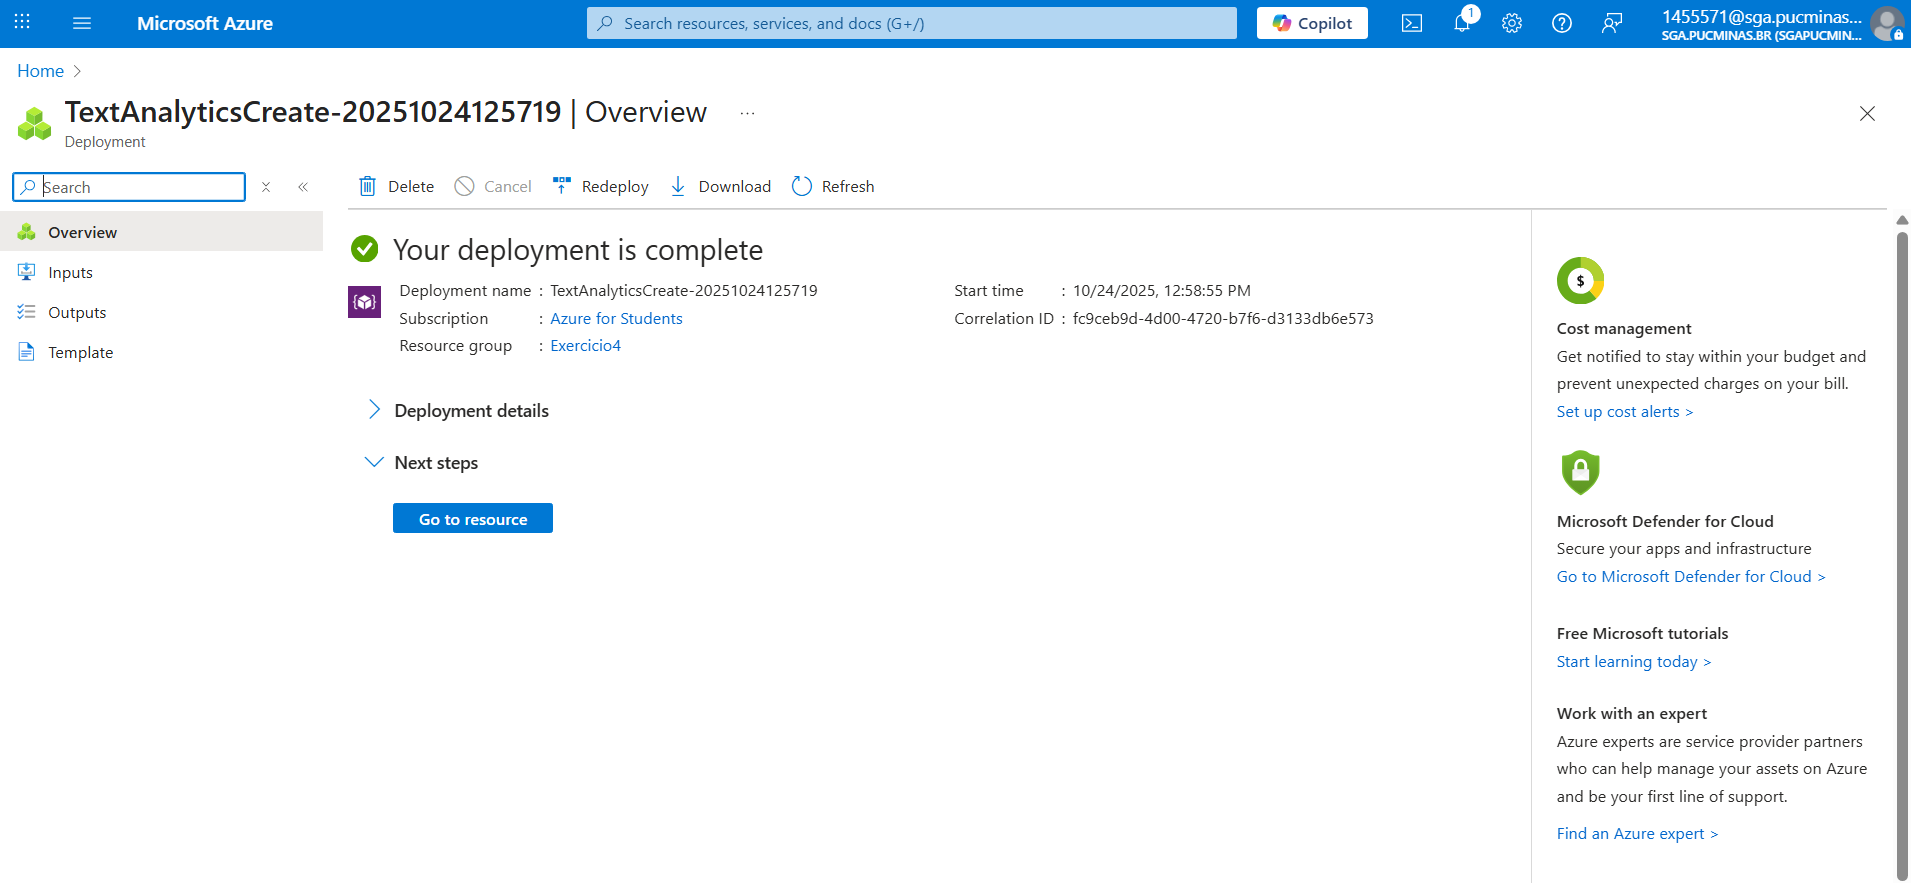 Microsoft Azure
Search resources, services, and docs (G+/)
Copilot
1
1455571@sga.pucminas...
SGA.PUCMINAS.BR (SGAPUCMIN...
Home
TextAnalyticsCreate-20251024125719 | Overview ...
Deployment
Search
Delete
Cancel
Redeploy
Download
Refresh
Overview
Inputs
Outputs
Template
Your deployment is complete
Deployment name : TextAnalyticsCreate-20251024125719
Subscription : Azure for Students
Resource group : Exercicio4
Start time : 10/24/2025, 12:58:55 PM
Correlation ID : fc9ceb9d-4d00-4720-b7f6-d3133db6e573
Deployment details
Next steps
Go to resource
$
Cost management
Get notified to stay within your budget and
prevent unexpected charges on your bill.
Set up cost alerts >
Microsoft Defender for Cloud
Secure your apps and infrastructure
Go to Microsoft Defender for Cloud >
Free Microsoft tutorials
Start learning today >
Work with an expert
Azure experts are service provider partners
who can help manage your assets on Azure
and be your first line of support.
Find an Azure expert >